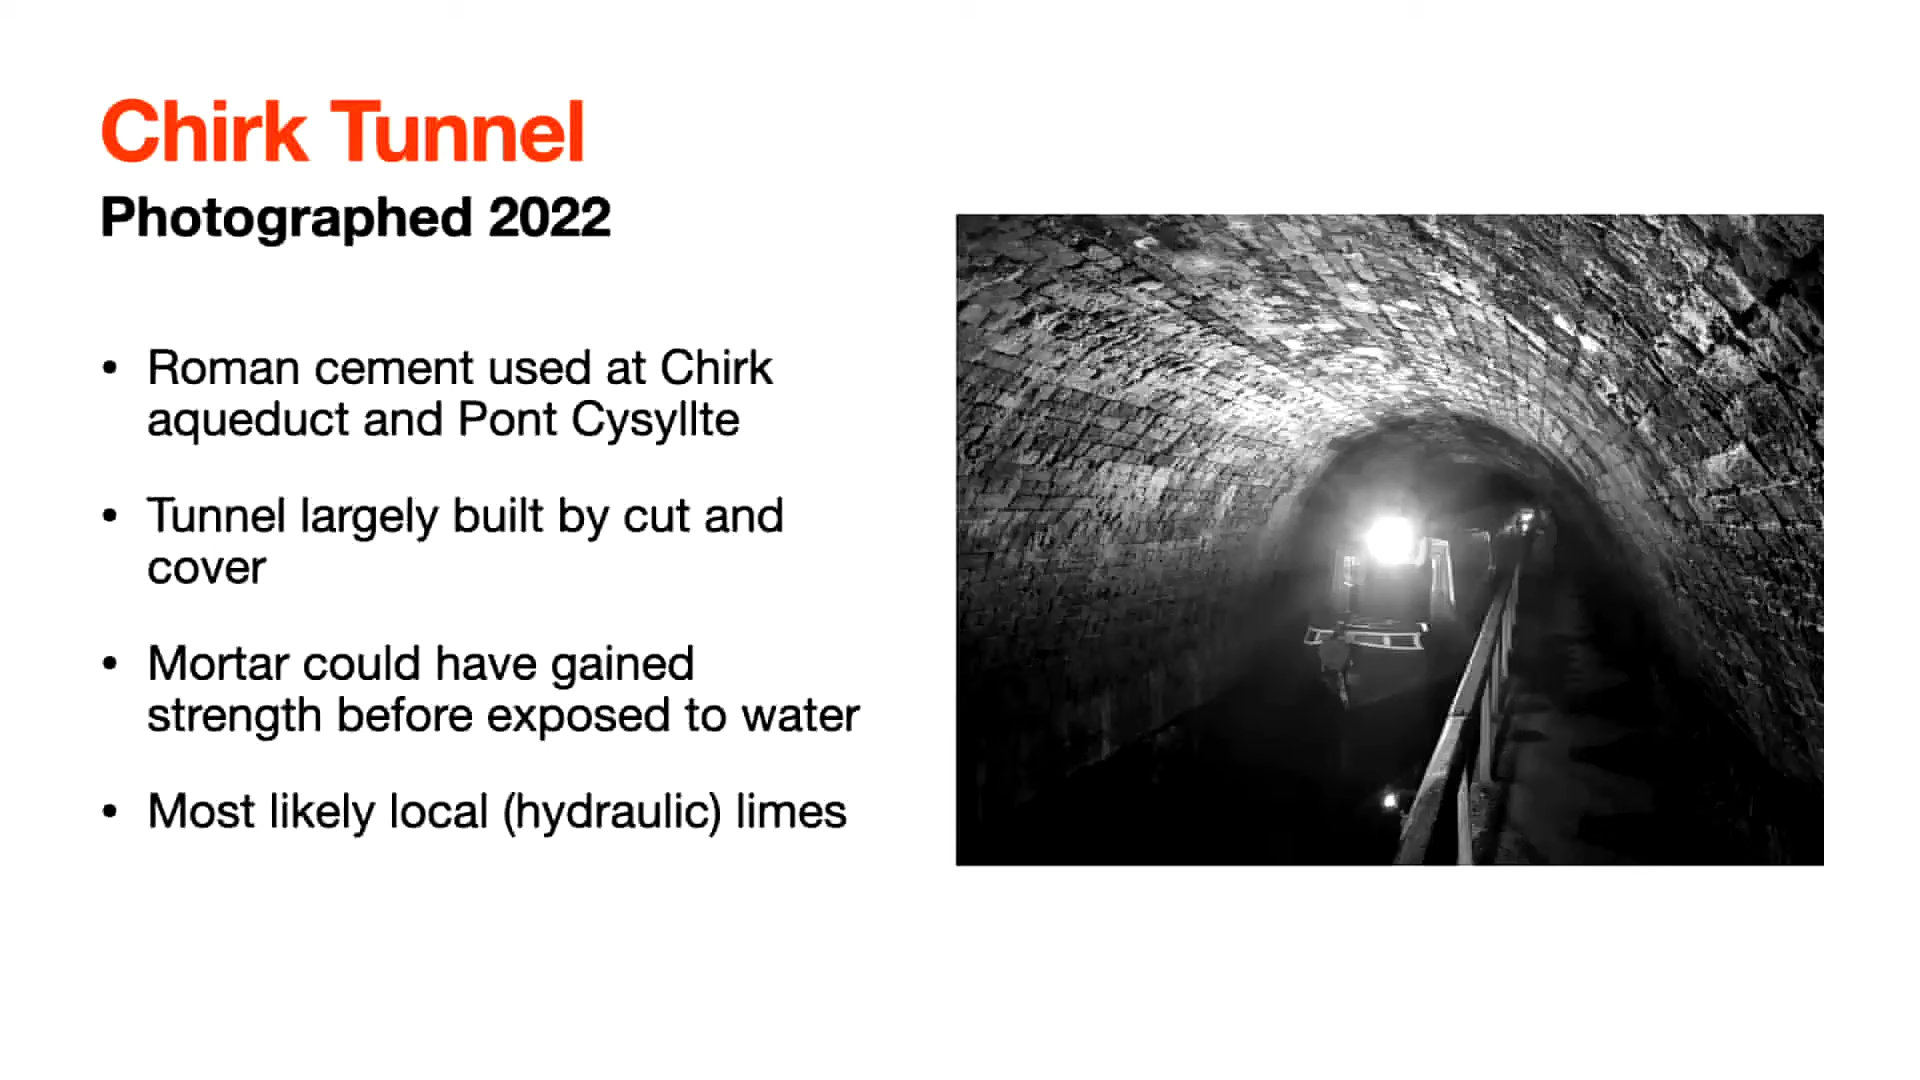 Chirk Tunnel
Photographed 2022
• Roman cement used at Chirk
aqueduct and Pont Cysyllte
• Tunnel largely built by cut and
cover
• Mortar could have gained
strength before exposed to water
• Most likely local (hydraulic) limes